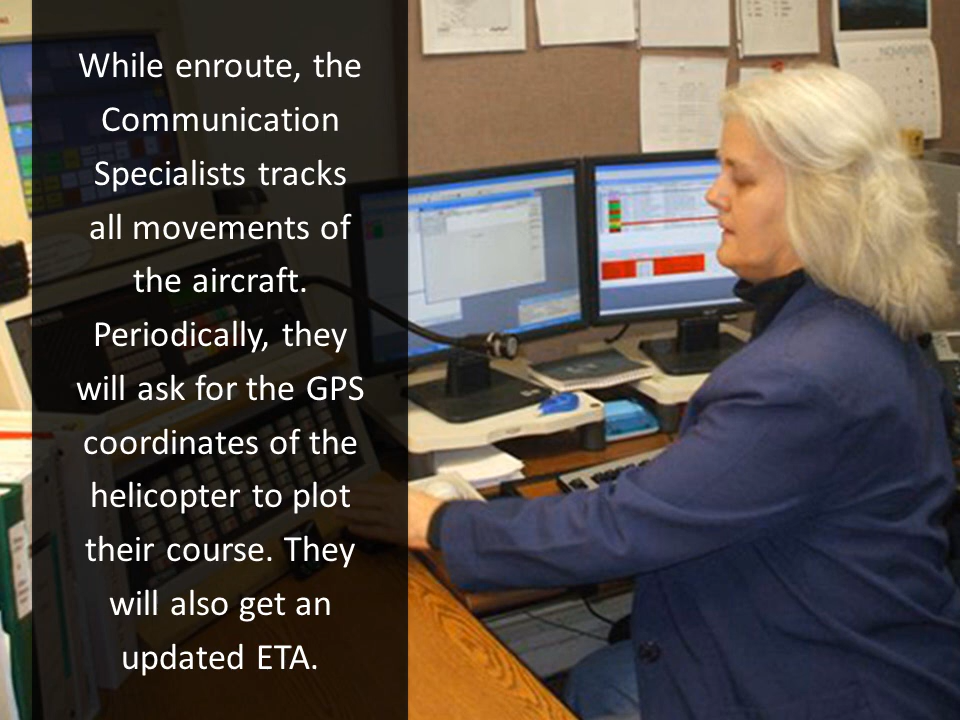 While enroute, the
Communication
Specialists tracks
all movements of
the aircraft.
Periodically, they
will ask for the GPS
coordinates of the
helicopter to plot
their course. They
will also get an
updated ETA.
NOVEMBER